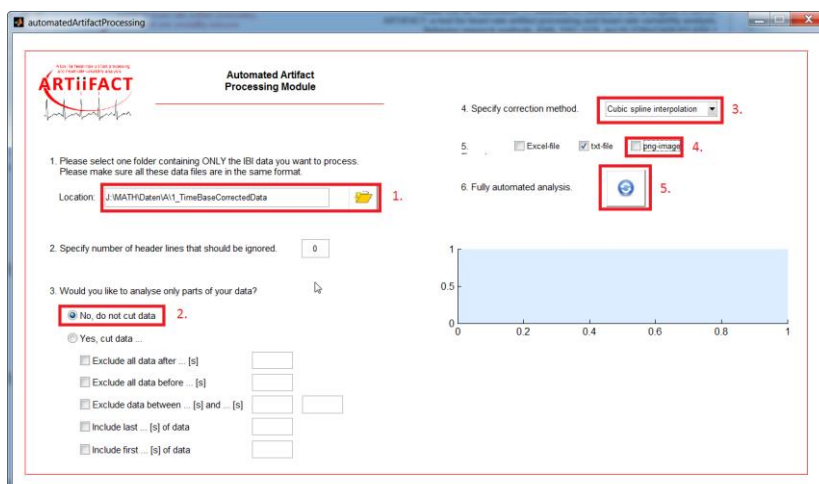 automatedArtifactProcessing
ARTiiFACT
Automated Artifact
Processing Module
1. Please select one folder containing ONLY the IBI data you want to process.
Please make sure all these data files are in the same format.
Location: J:\MATH\Daten\A\1_TimeBaseCorrectedData
1.
2. Specify number of header lines that should be ignored. 0
3. Would you like to analyse only parts of your data?
No, do not cut data 2.
Yes, cut data ...
Exclude all data after ... [s]
Exclude all data before ... [s]
Exclude data between ... [s] and ... [s]
Include last ... [s] of data
Include first ... [s] of data
4. Specify correction method. Cubic spline interpolation 3.
5. Excel-file txt-file png-image 4.
6. Fully automated analysis. 5.
1
0.5
0
0 0.2 0.4 0.6 0.8 1